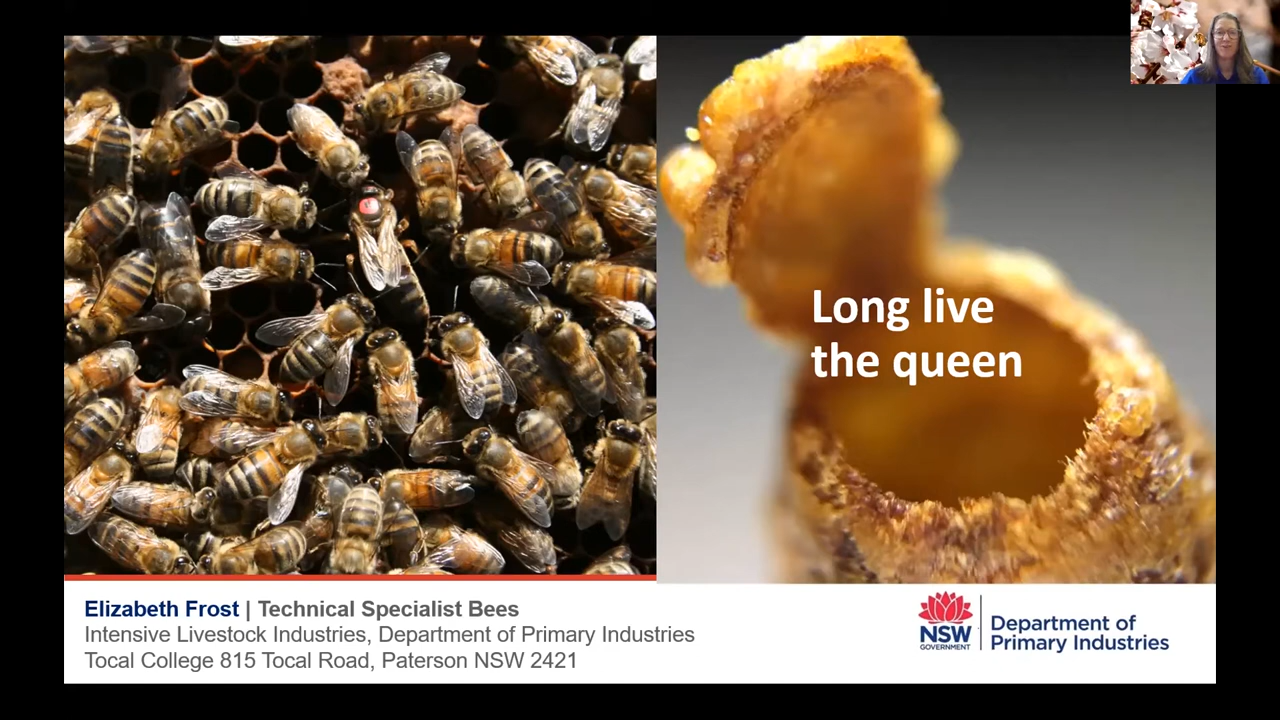 Long live
the queen
Elizabeth Frost | Technical Specialist Bees
Intensive Livestock Industries, Department of Primary Industries
Tocal College 815 Tocal Road, Paterson NSW 2421
NSW
GOVERNMENT
Department of
Primary Industries